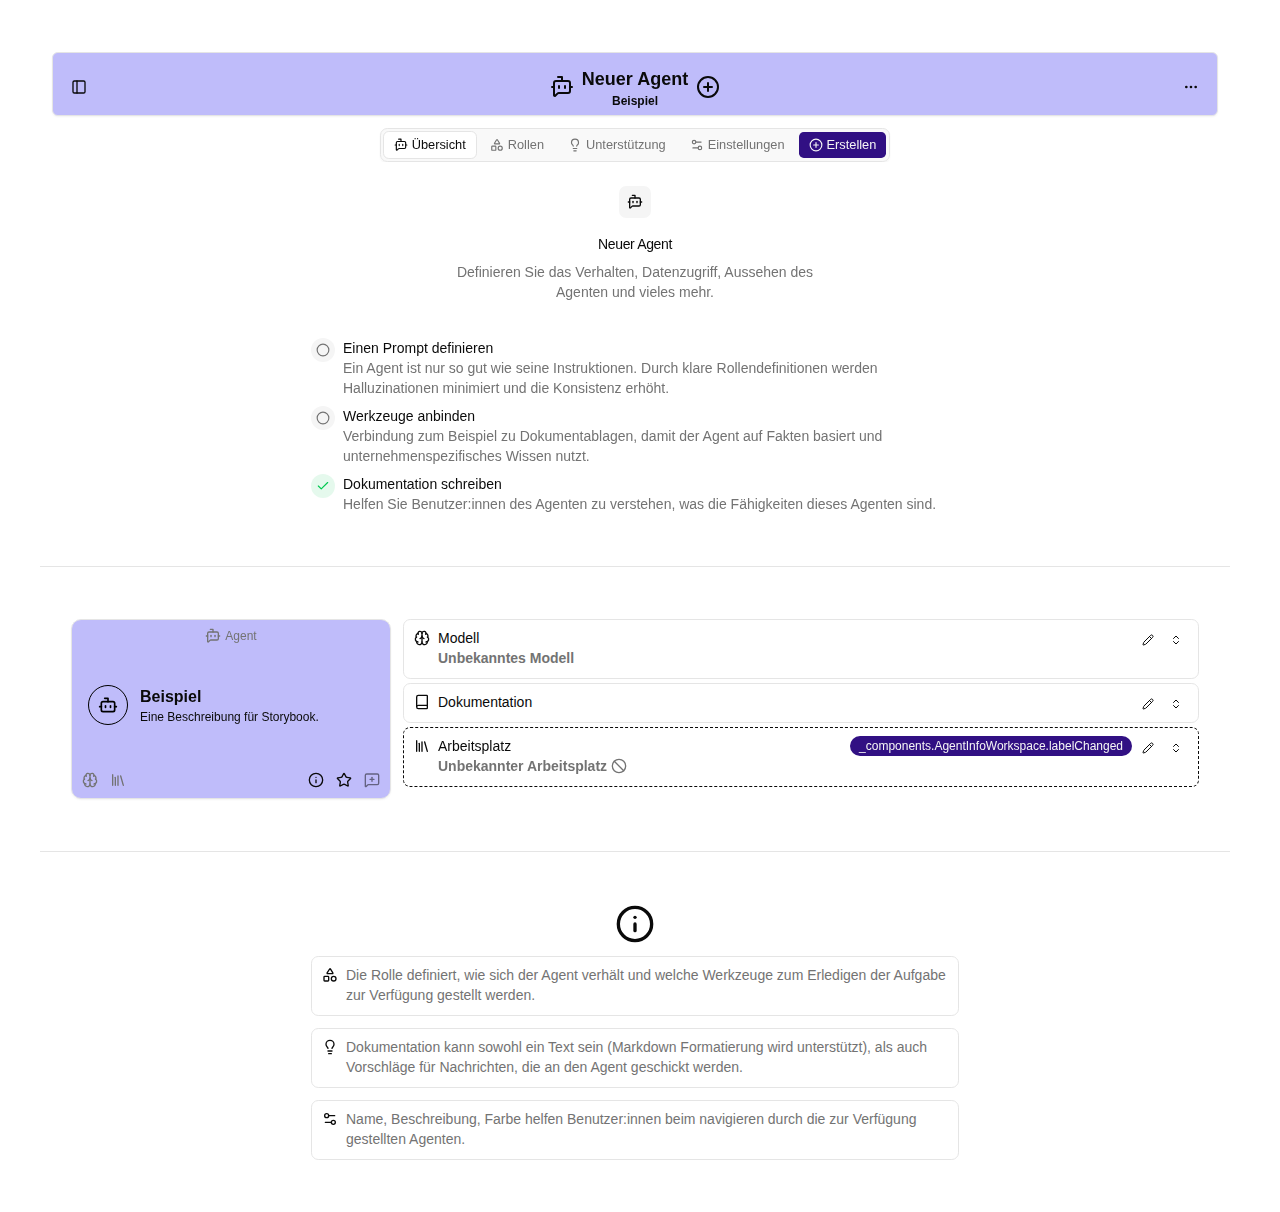 Neuer Agent
Beispiel
Übersicht
Rollen
Unterstützung
Einstellungen
Erstellen
Neuer Agent
Definieren Sie das Verhalten, Datenzugriff, Aussehen des
Agenten und vieles mehr.
Einen Prompt definieren
Ein Agent ist nur so gut wie seine Instruktionen. Durch klare Rollendefinitionen werden
Halluzinationen minimiert und die Konsistenz erhöht.
Werkzeuge anbinden
Verbindung zum Beispiel zu Dokumentablagen, damit der Agent auf Fakten basiert und
unternehmenspezifisches Wissen nutzt.
Dokumentation schreiben
Helfen Sie Benutzer:innen des Agenten zu verstehen, was die Fähigkeiten dieses Agenten sind.
Agent
Beispiel
Eine Beschreibung für Storybook.
Modell
Unbekanntes Modell
Dokumentation
Arbeitsplatz
_components.AgentInfoWorkspace.labelChanged
Unbekannter Arbeitsplatz
Die Rolle definiert, wie sich der Agent verhält und welche Werkzeuge zum Erledigen der Aufgabe
zur Verfügung gestellt werden.
Dokumentation kann sowohl ein Text sein (Markdown Formatierung wird unterstützt), als auch
Vorschläge für Nachrichten, die an den Agent geschickt werden.
Name, Beschreibung, Farbe helfen Benutzer:innen beim navigieren durch die zur Verfügung
gestellten Agenten.